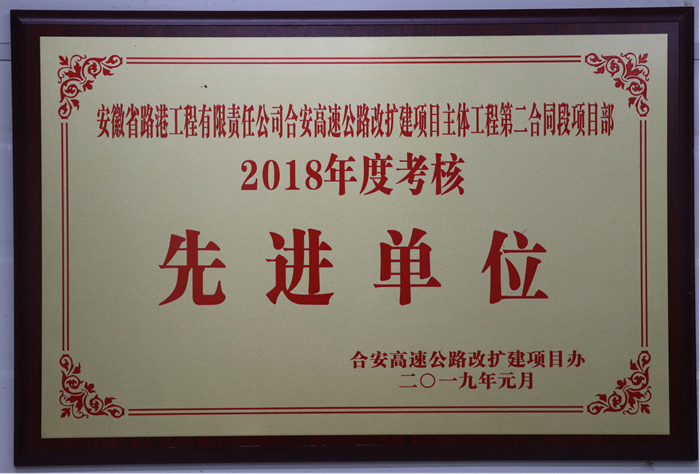 安徽省路港工程有限责任公司合安高速公路改扩建项目主体工程第二合同段项目部
2018年度考核
先进单位
合安高速公路改扩建项目办
二〇一九年元月